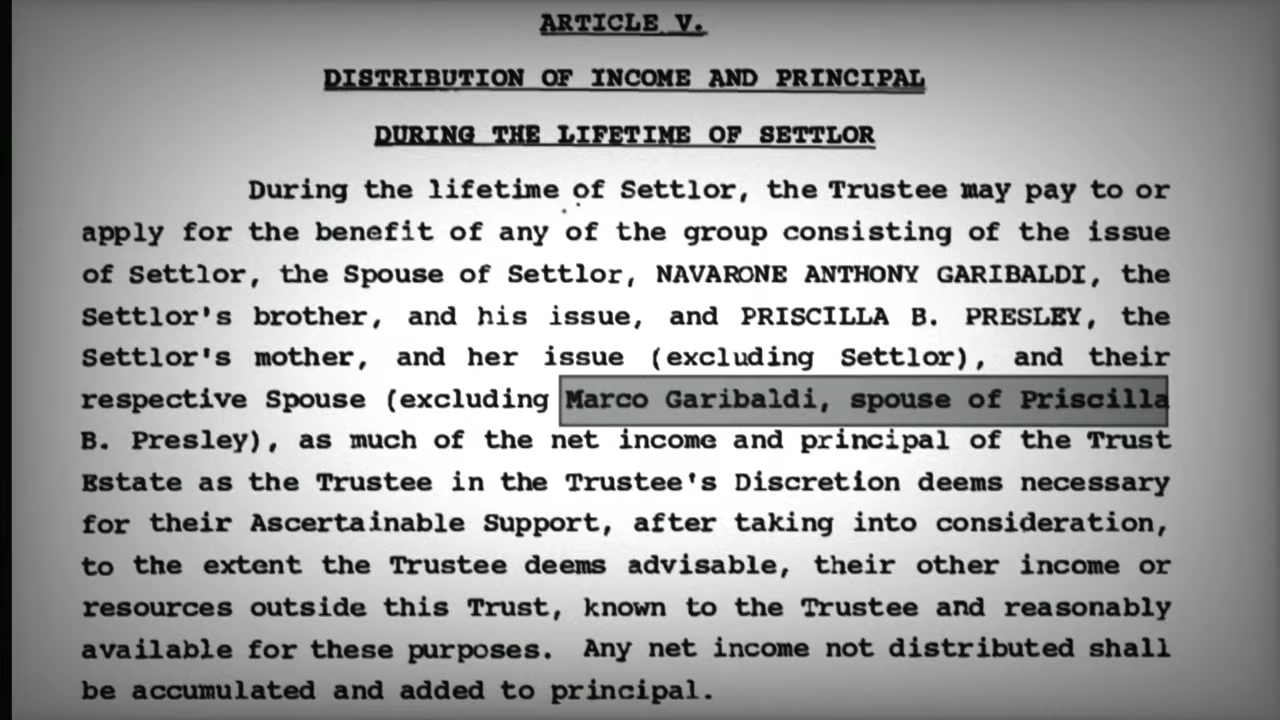 ARTICLE V.
DISTRIBUTION OF INCOME AND PRINCIPAL
DURING THE LIFETIME OF SETTLOR
During the lifetime of Settlor, the Trustee may pay to or
apply for the benefit of any of the group consisting of the issue
of Settlor, the Spouse of Settlor, NAVARONE ANTHONY GARIBALDI, the
Settlor's brother, and his issue, and PRISCILLA B. PRESLEY, the
Settlor's mother, and her issue (excluding Settlor), and their
respective Spouse (excluding Marco Garibaldi, spouse of Priscilla
B. Presley), as much of the net income and principal of the Trust
Estate as the Trustee in the Trustee's Discretion deems necessary
for their Ascertainable Support, after taking into consideration,
to the extent the Trustee deems advisable, their other income or
resources outside this Trust, known to the Trustee and reasonably
available for these purposes. Any net income not distributed shall
be accumulated and added to principal.